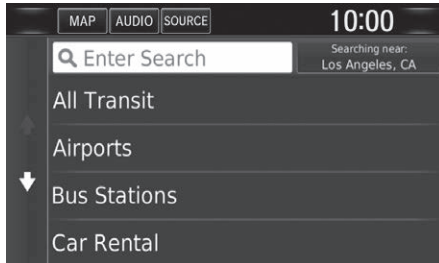 MAP AUDIO SOURCE 10:00
Enter Search
Searching near:
Los Angeles, CA
All Transit
Airports
Bus Stations
Car Rental